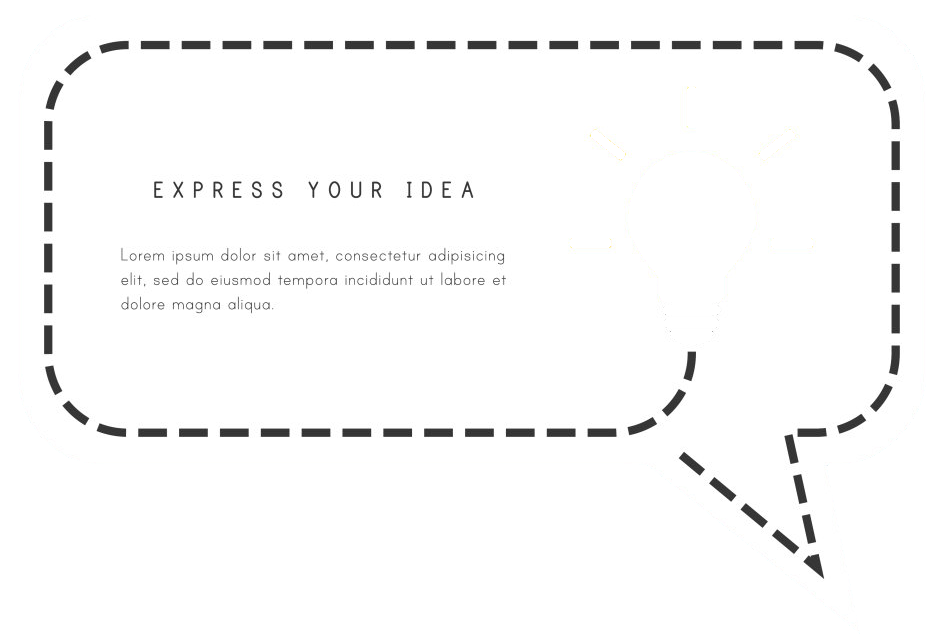 EXPRESS YOUR IDEA
Lorem ipsum dolor sit amet, consectetur adipisicing
elit, sed do eiusmod tempora incididunt ut labore et
dolore magna aliqua.